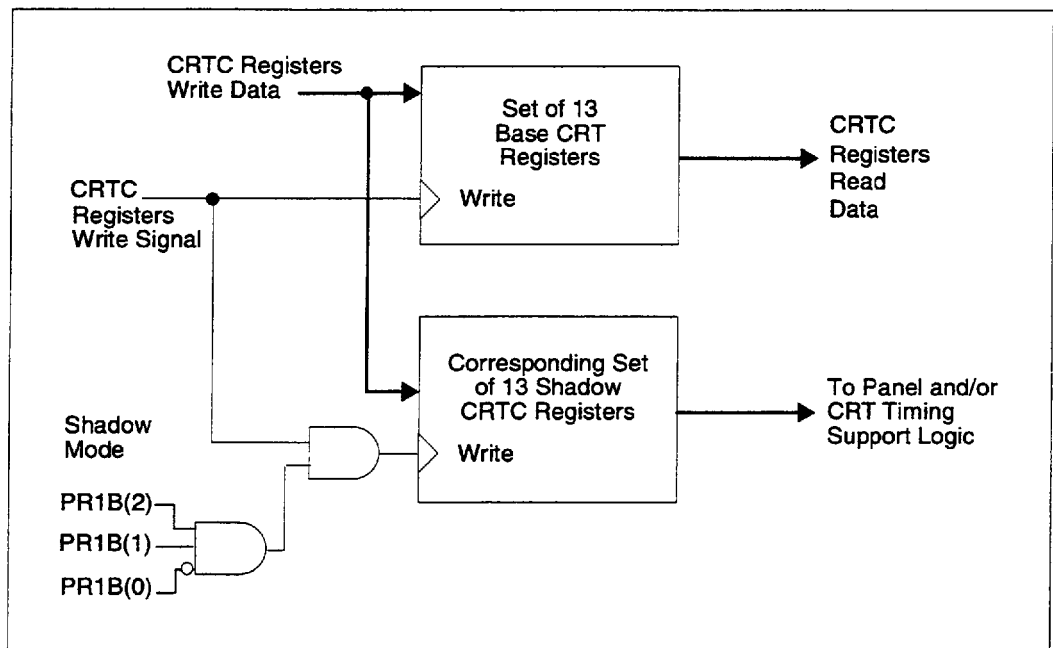 CRTC Registers
Write Data
Set of 13
Base CRT
Registers
Write
CRTC
Registers
Read
Data
CRTC
Registers
Write Signal
Corresponding Set
of 13 Shadow
CRTC Registers
Write
To Panel and/or
CRT Timing
Support Logic
Shadow
Mode
PR1B(2)
PR1B(1)
PR1B(0)